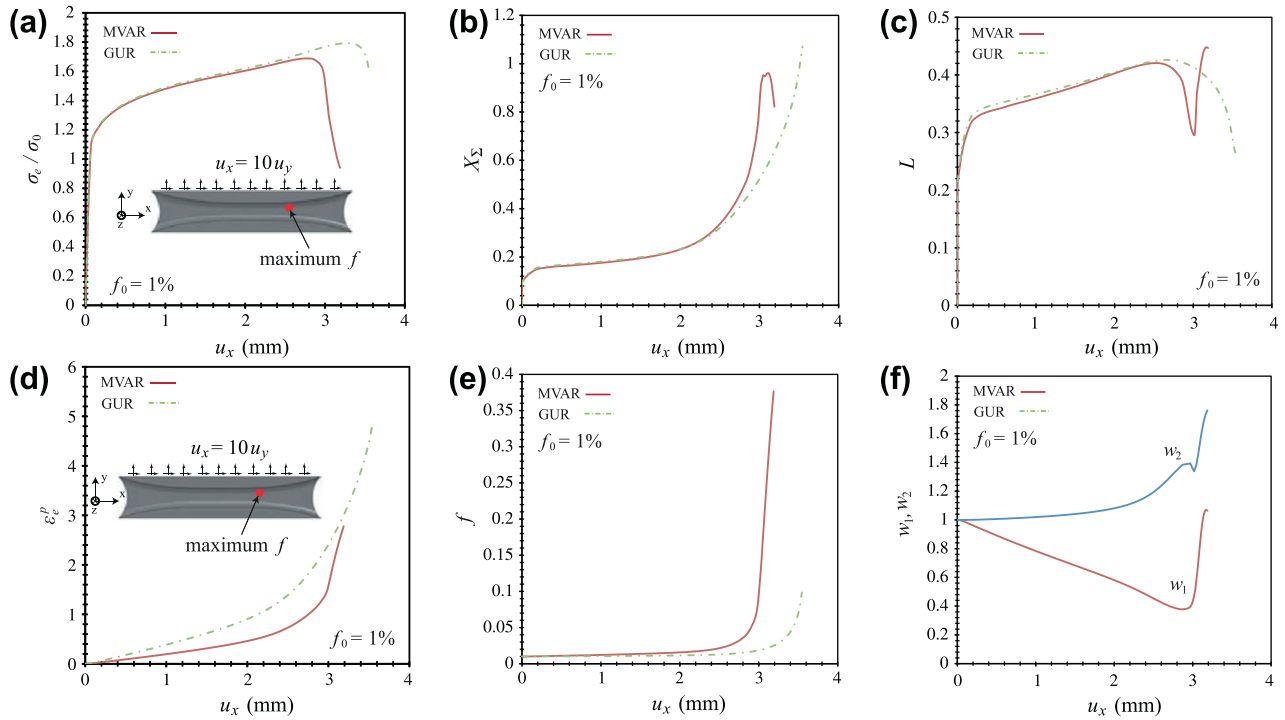 (a)
2
1.8
1.6
1.4
1.2
1
0.8
0.6
0.4
0.2
0
σe / σ0
MVAR
GUR
ux = 10 uy
y
x
z
maximum f
f0 = 1%
0 1 2 3 4
ux (mm)
(b)
1.2
1
0.8
0.6
0.4
0.2
0
XΣ
MVAR
GUR
f0 = 1%
0 1 2 3 4
ux (mm)
(c)
0.5
0.4
0.3
0.2
0.1
0
L
MVAR
GUR
f0 = 1%
0 1 2 3 4
ux (mm)
(d)
6
5
4
3
2
1
0
εe^p
MVAR
GUR
ux = 10 uy
y
x
z
maximum f
f0 = 1%
0 1 2 3 4
ux (mm)
(e)
0.4
0.35
0.3
0.25
0.2
0.15
0.1
0.05
0
f
MVAR
GUR
f0 = 1%
0 1 2 3 4
ux (mm)
(f)
2
1.8
1.6
1.4
1.2
1
0.8
0.6
0.4
0.2
0
w1, w2
MVAR
GUR
f0 = 1%
w2
w1
0 1 2 3 4
ux (mm)